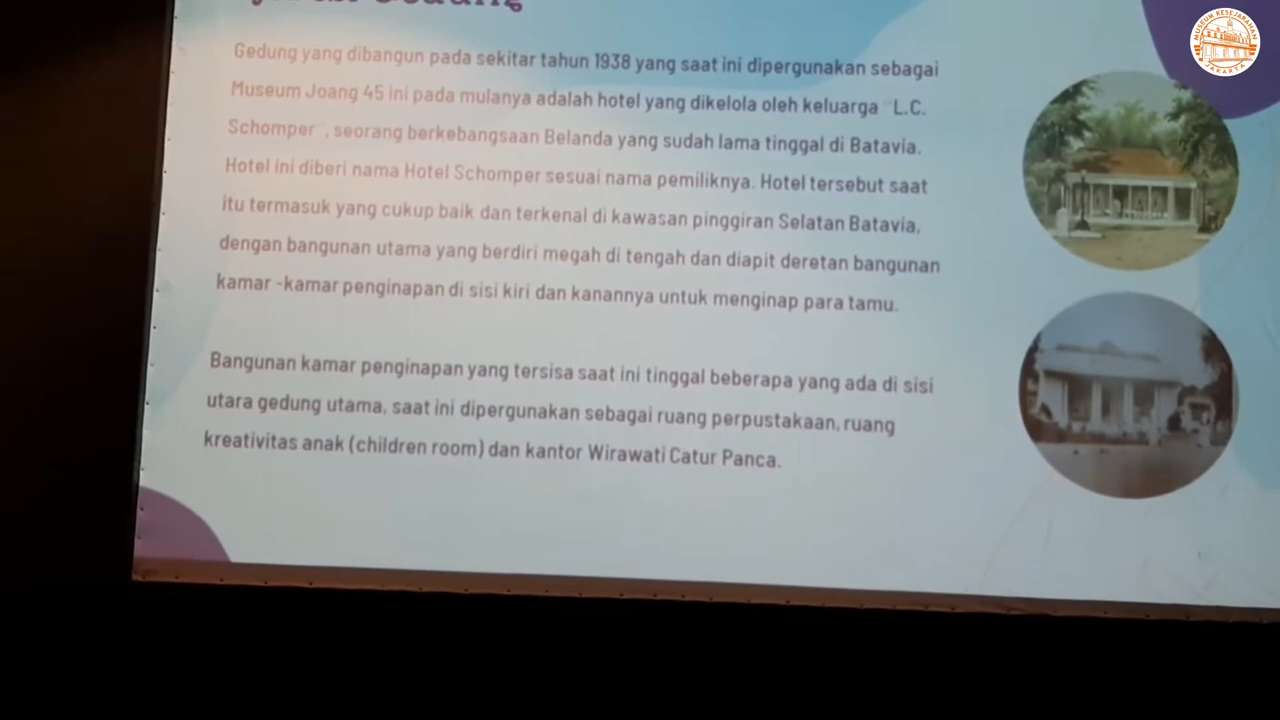 Gedung
Gedung yang dibangun pada sekitar tahun 1938 yang saat ini dipergunakan sebagai
Museum Joang 45 ini pada mulanya adalah hotel yang dikelola oleh keluarga "L.C.
Schomper", seorang berkebangsaan Belanda yang sudah lama tinggal di Batavia.
Hotel ini diberi nama Hotel Schomper sesuai nama pemiliknya. Hotel tersebut saat
itu termasuk yang cukup baik dan terkenal di kawasan pinggiran Selatan Batavia,
dengan bangunan utama yang berdiri megah di tengah dan diapit deretan bangunan
kamar -kamar penginapan di sisi kiri dan kanannya untuk menginap para tamu.
Bangunan kamar penginapan yang tersisa saat ini tinggal beberapa yang ada di sisi
utara gedung utama, saat ini dipergunakan sebagai ruang perpustakaan, ruang
kreativitas anak (children room) dan kantor Wirawati Catur Panca.
MUSEUM KESEJARAHAN
JAKARTA